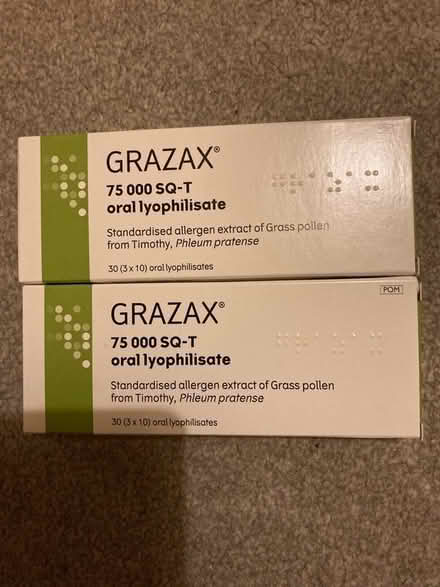 GRAZAX®
75 000 SQ-T
oral lyophilisate
Standardised allergen extract of Grass pollen
from Timothy, Phleum pratense
30 (3 x 10) oral lyophilisates
POM
GRAZAX®
75 000 SQ-T
oral lyophilisate
Standardised allergen extract of Grass pollen
from Timothy, Phleum pratense
30 (3 x 10) oral lyophilisates